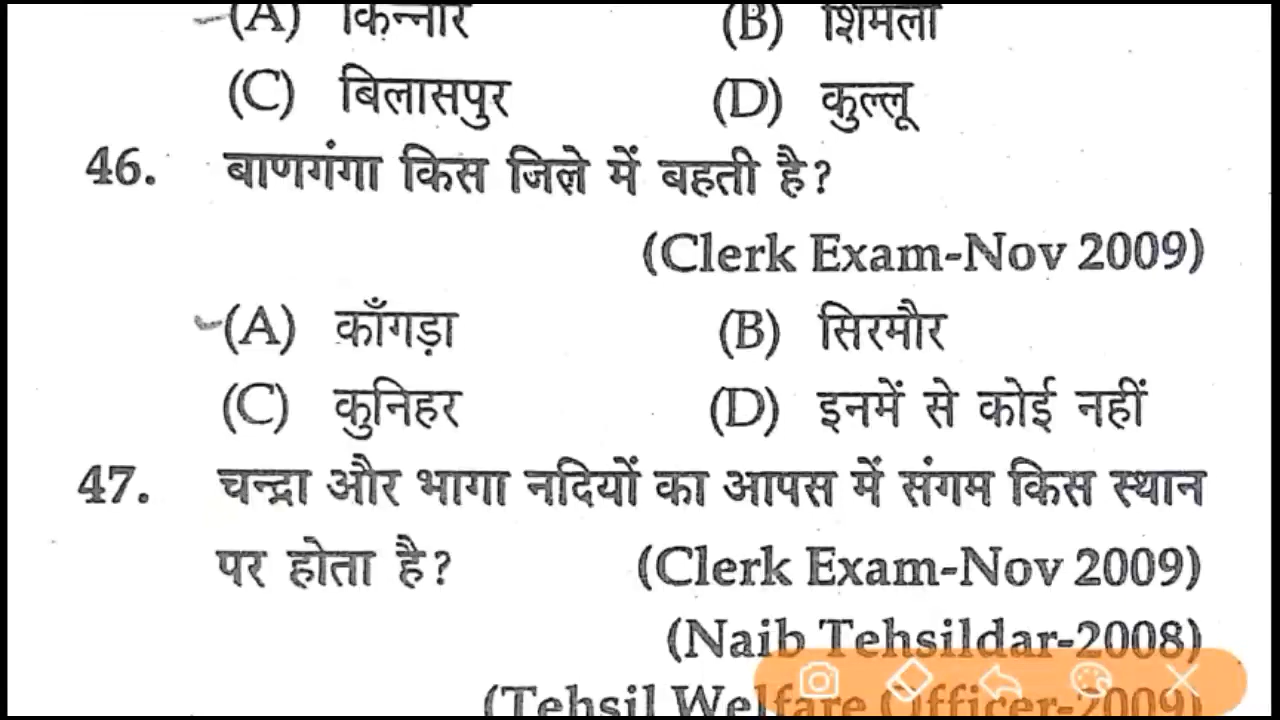 (A) किन्नौर (B) शिमला
(C) बिलासपुर (D) कुल्लू
46. बाणगंगा किस जिले में बहती है?
(Clerk Exam-Nov 2009)
(A) काँगड़ा (B) सिरमौर
(C) कुनिहर (D) इनमें से कोई नहीं
47. चन्द्रा और भागा नदियों का आपस में संगम किस स्थान
पर होता है? (Clerk Exam-Nov 2009)
(Naib Tehsildar-2008)
(Tehsil Welfare Officer-2009)